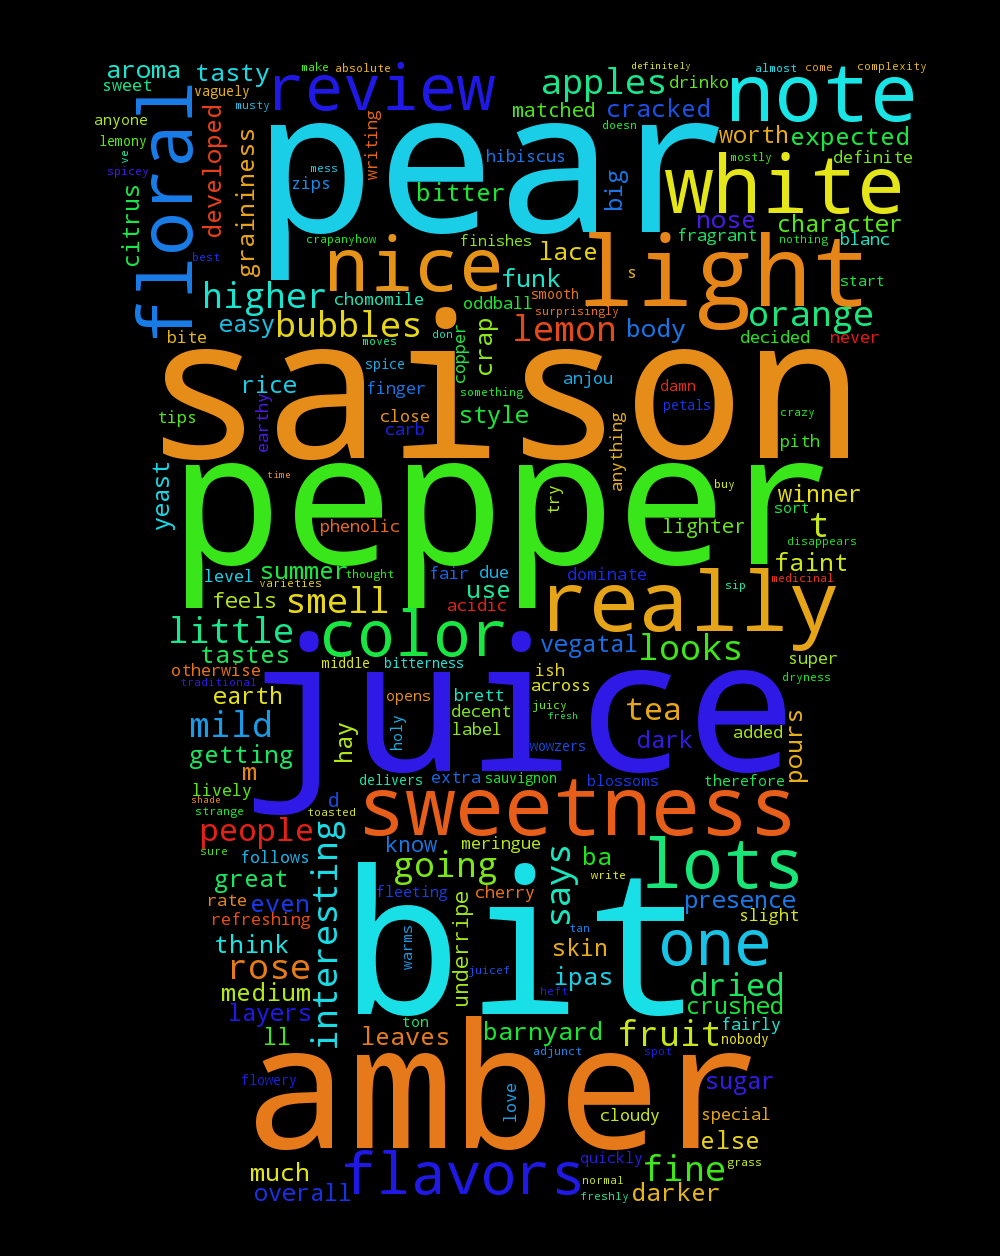 aroma
tasty
make
absolute
definitely
almost
come
complexity
sweet
vaguely
review
apples
drinko
note
musty
matched
cracked
anyone
floral
developed
graininess
writing
pear
doesn
worth
expected
lemony
ve
spicey
mess
zips
hibiscus
bitter
big
white
mostly
definite
citrus
nose
character
best
crapanyhow
finishes
fragrant
nothing
blanc
nice
lace
light
funk
s
start
higher
chomomile
oddball
smooth
surprisingly
orange
easy
bubbles
lemon
body
bite
moves
don
copper
crap
decided
never
saison
spice
rice
finger
anjou
damn
earthy
something
petals
tips
close
carb
style
anything
crazy
pith
yeast
time
pepper
try
buy
winner
sort
phenolic
lighter
t
disappears
level
summer
thought
varieties
fair
due
dominate
faint
medicinal
sip
feels
smell
use
acidic
really
little
color
vegatal
looks
tastes
middle
bitterness
super
otherwise
ish
across
dryness
traditional
juice
earth
opens
brett
juicy
fresh
decent
label
tea
mild
holy
hay
wowzers
dark
added
pours
getting
m
delivers
extra
sauvignon
blossoms
therefore
lively
shade
strange
d
toasted
sweetness
people
interesting
know
meringue
sure
follows
going
says
ba
lots
great
fleeting
cherry
write
presence
rate
even
refreshing
bit
slight
think
warms
underripe
tan
skin
one
rose
juicef
ipas
medium
heft
dried
layers
crushed
ton
ll
leaves
barnyard
fruit
fairly
nobody
adjunct
spot
amber
flowery
love
sugar
cloudy
special
else
much
flavors
quickly
fine
grass
overall
normal
freshly
darker